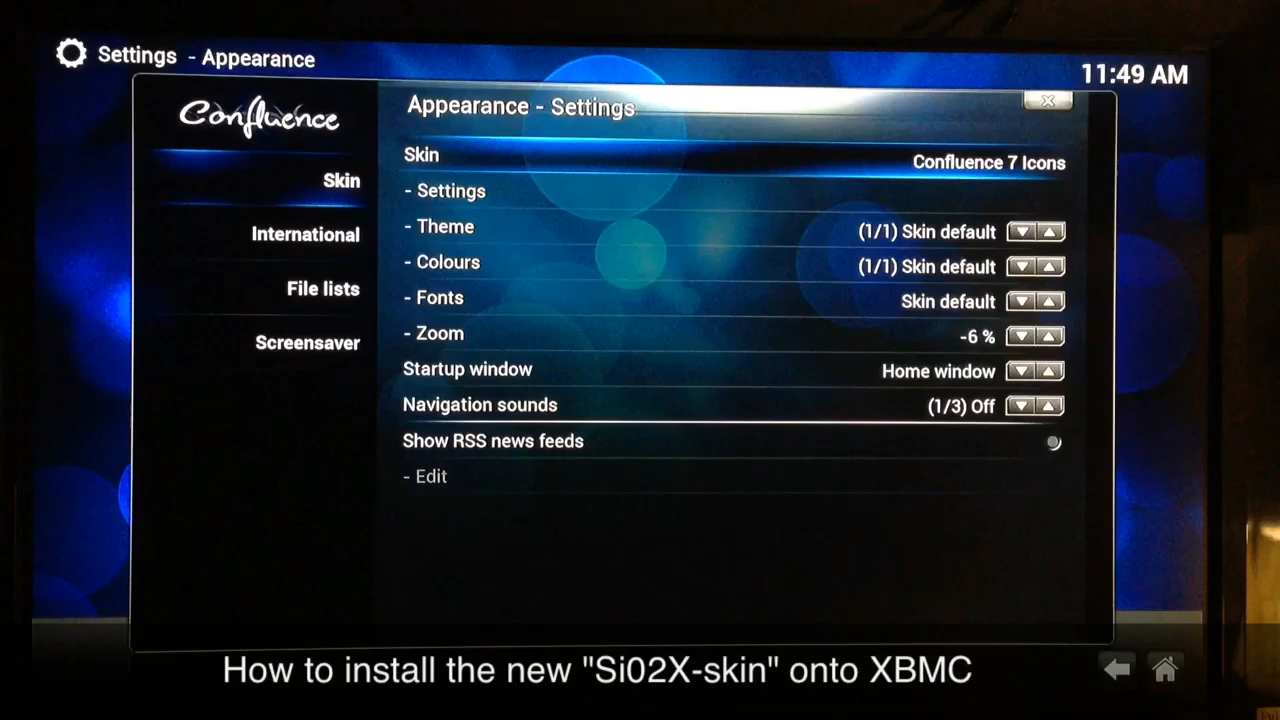 Settings - Appearance
11:49 AM
Confluence
Skin
International
File lists
Screensaver
Appearance - Settings
Skin Confluence 7 Icons
- Settings
- Theme (1/1) Skin default
- Colours (1/1) Skin default
- Fonts Skin default
- Zoom -6 %
Startup window Home window
Navigation sounds (1/3) Off
Show RSS news feeds
- Edit
How to install the new "Si02X-skin" onto XBMC